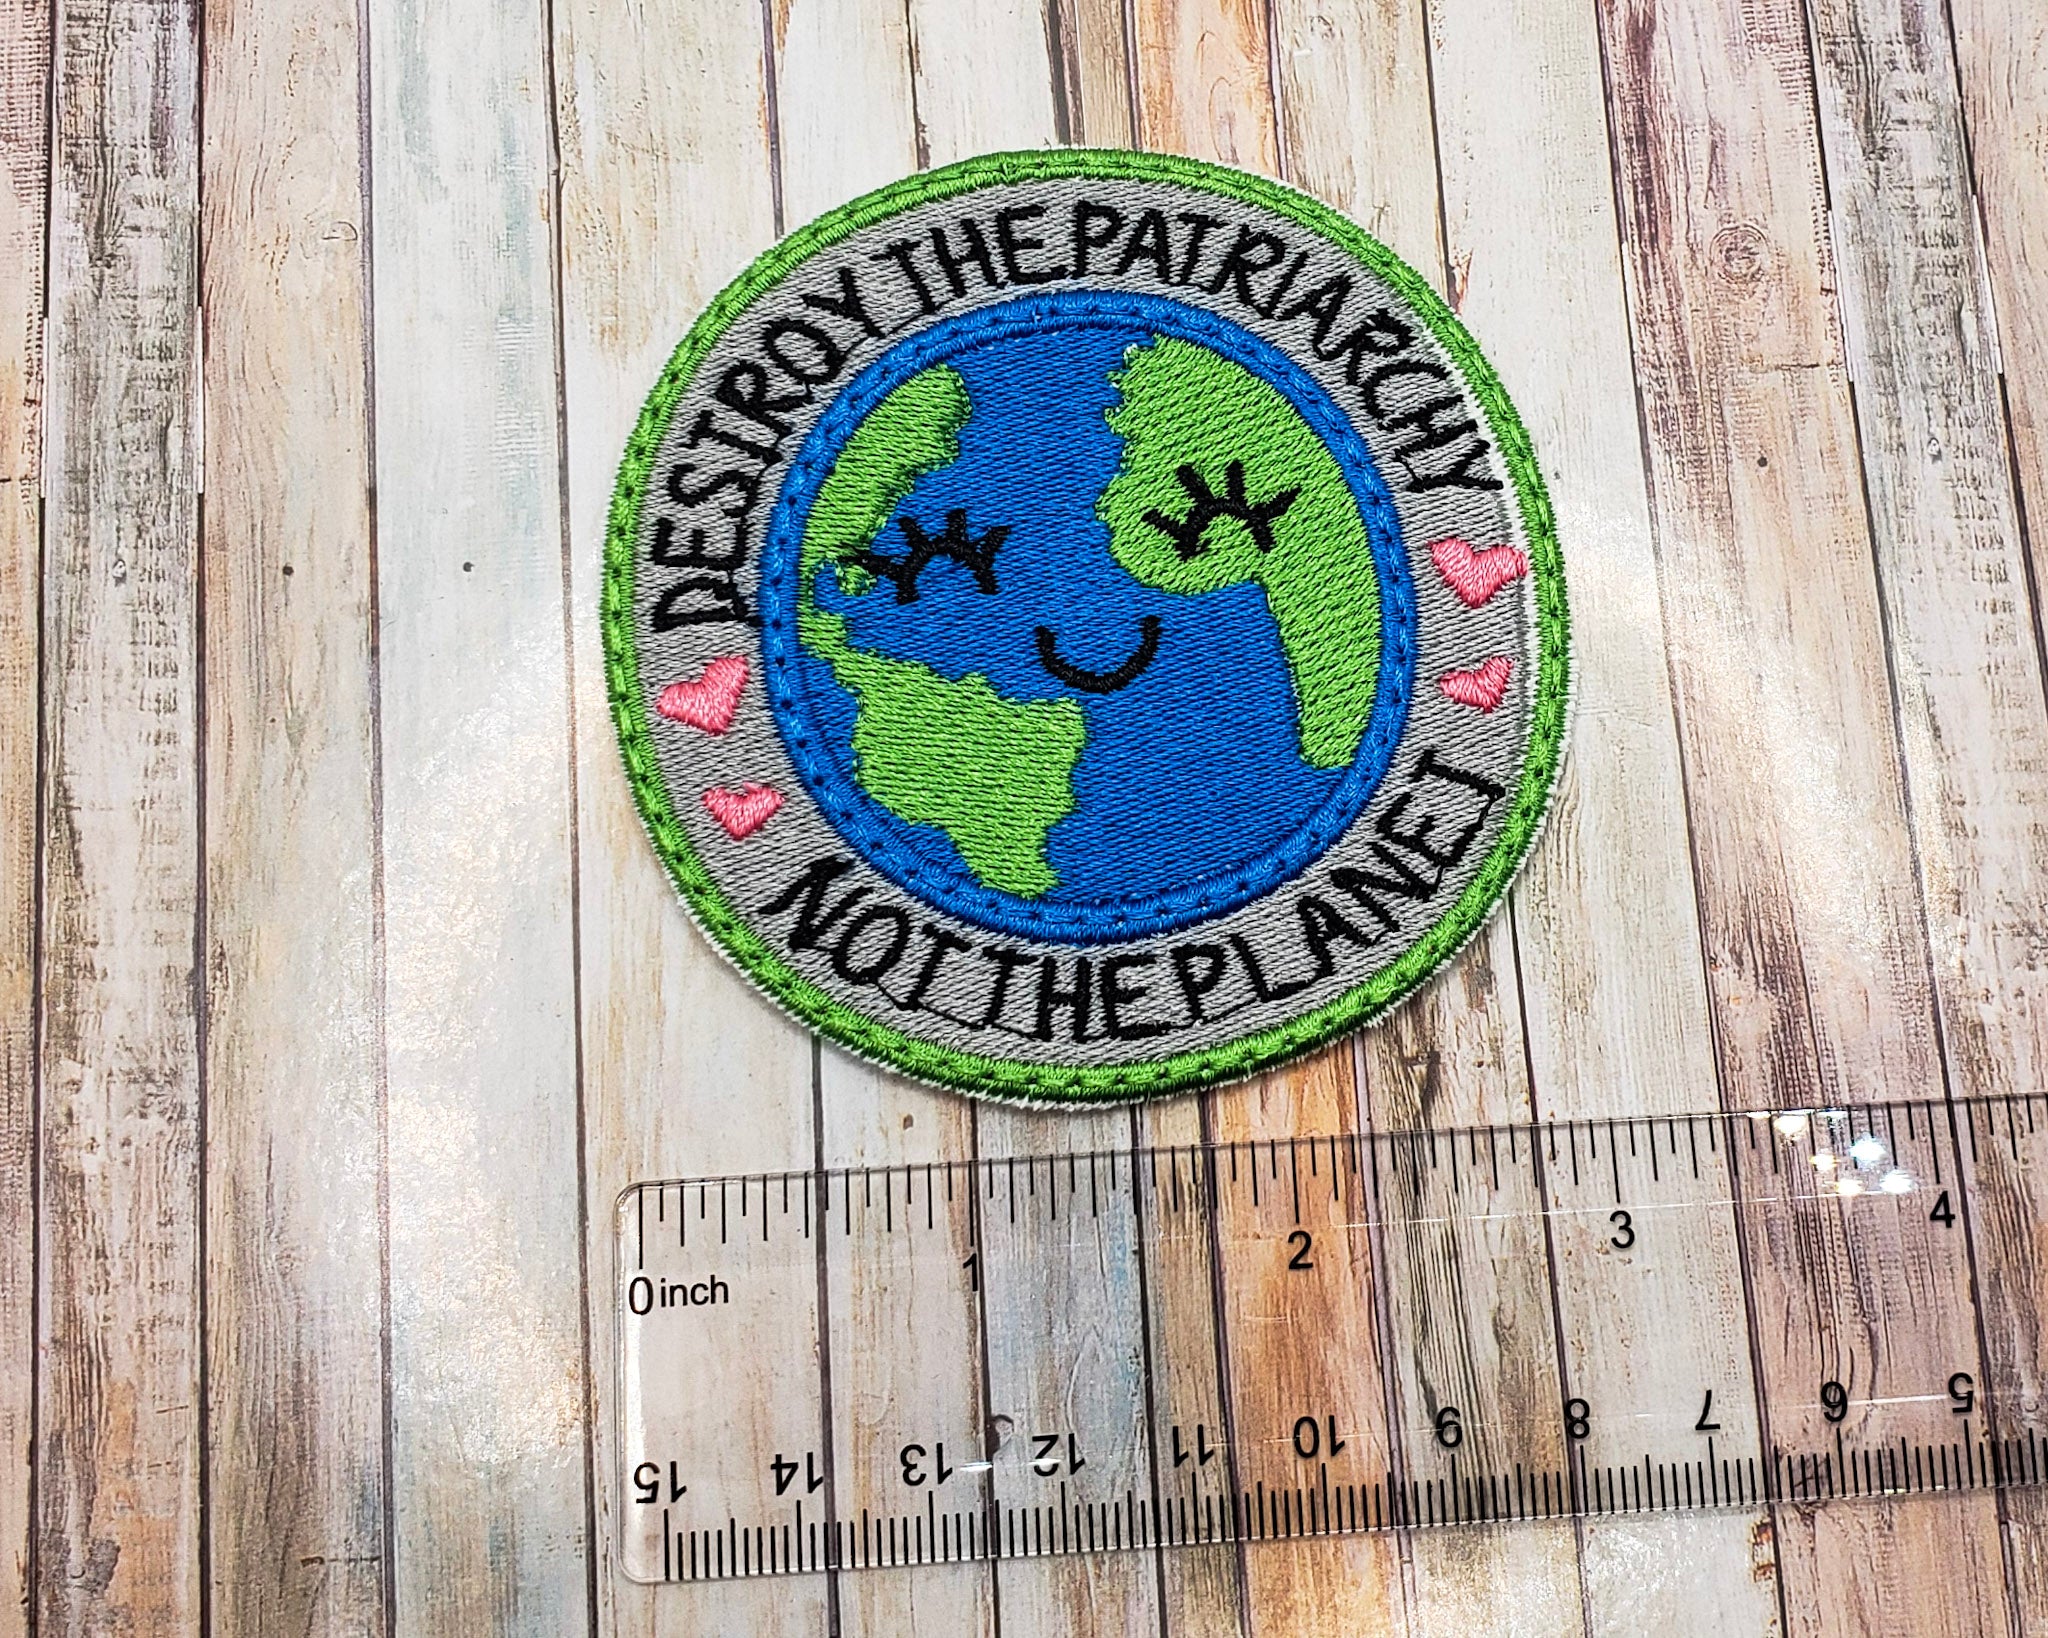 DESTROY THE PATRIARCHY
NOT THE PLANET
0 inch 1 2 3 4
15 14 13 12 11 10 9 8 7 6 5